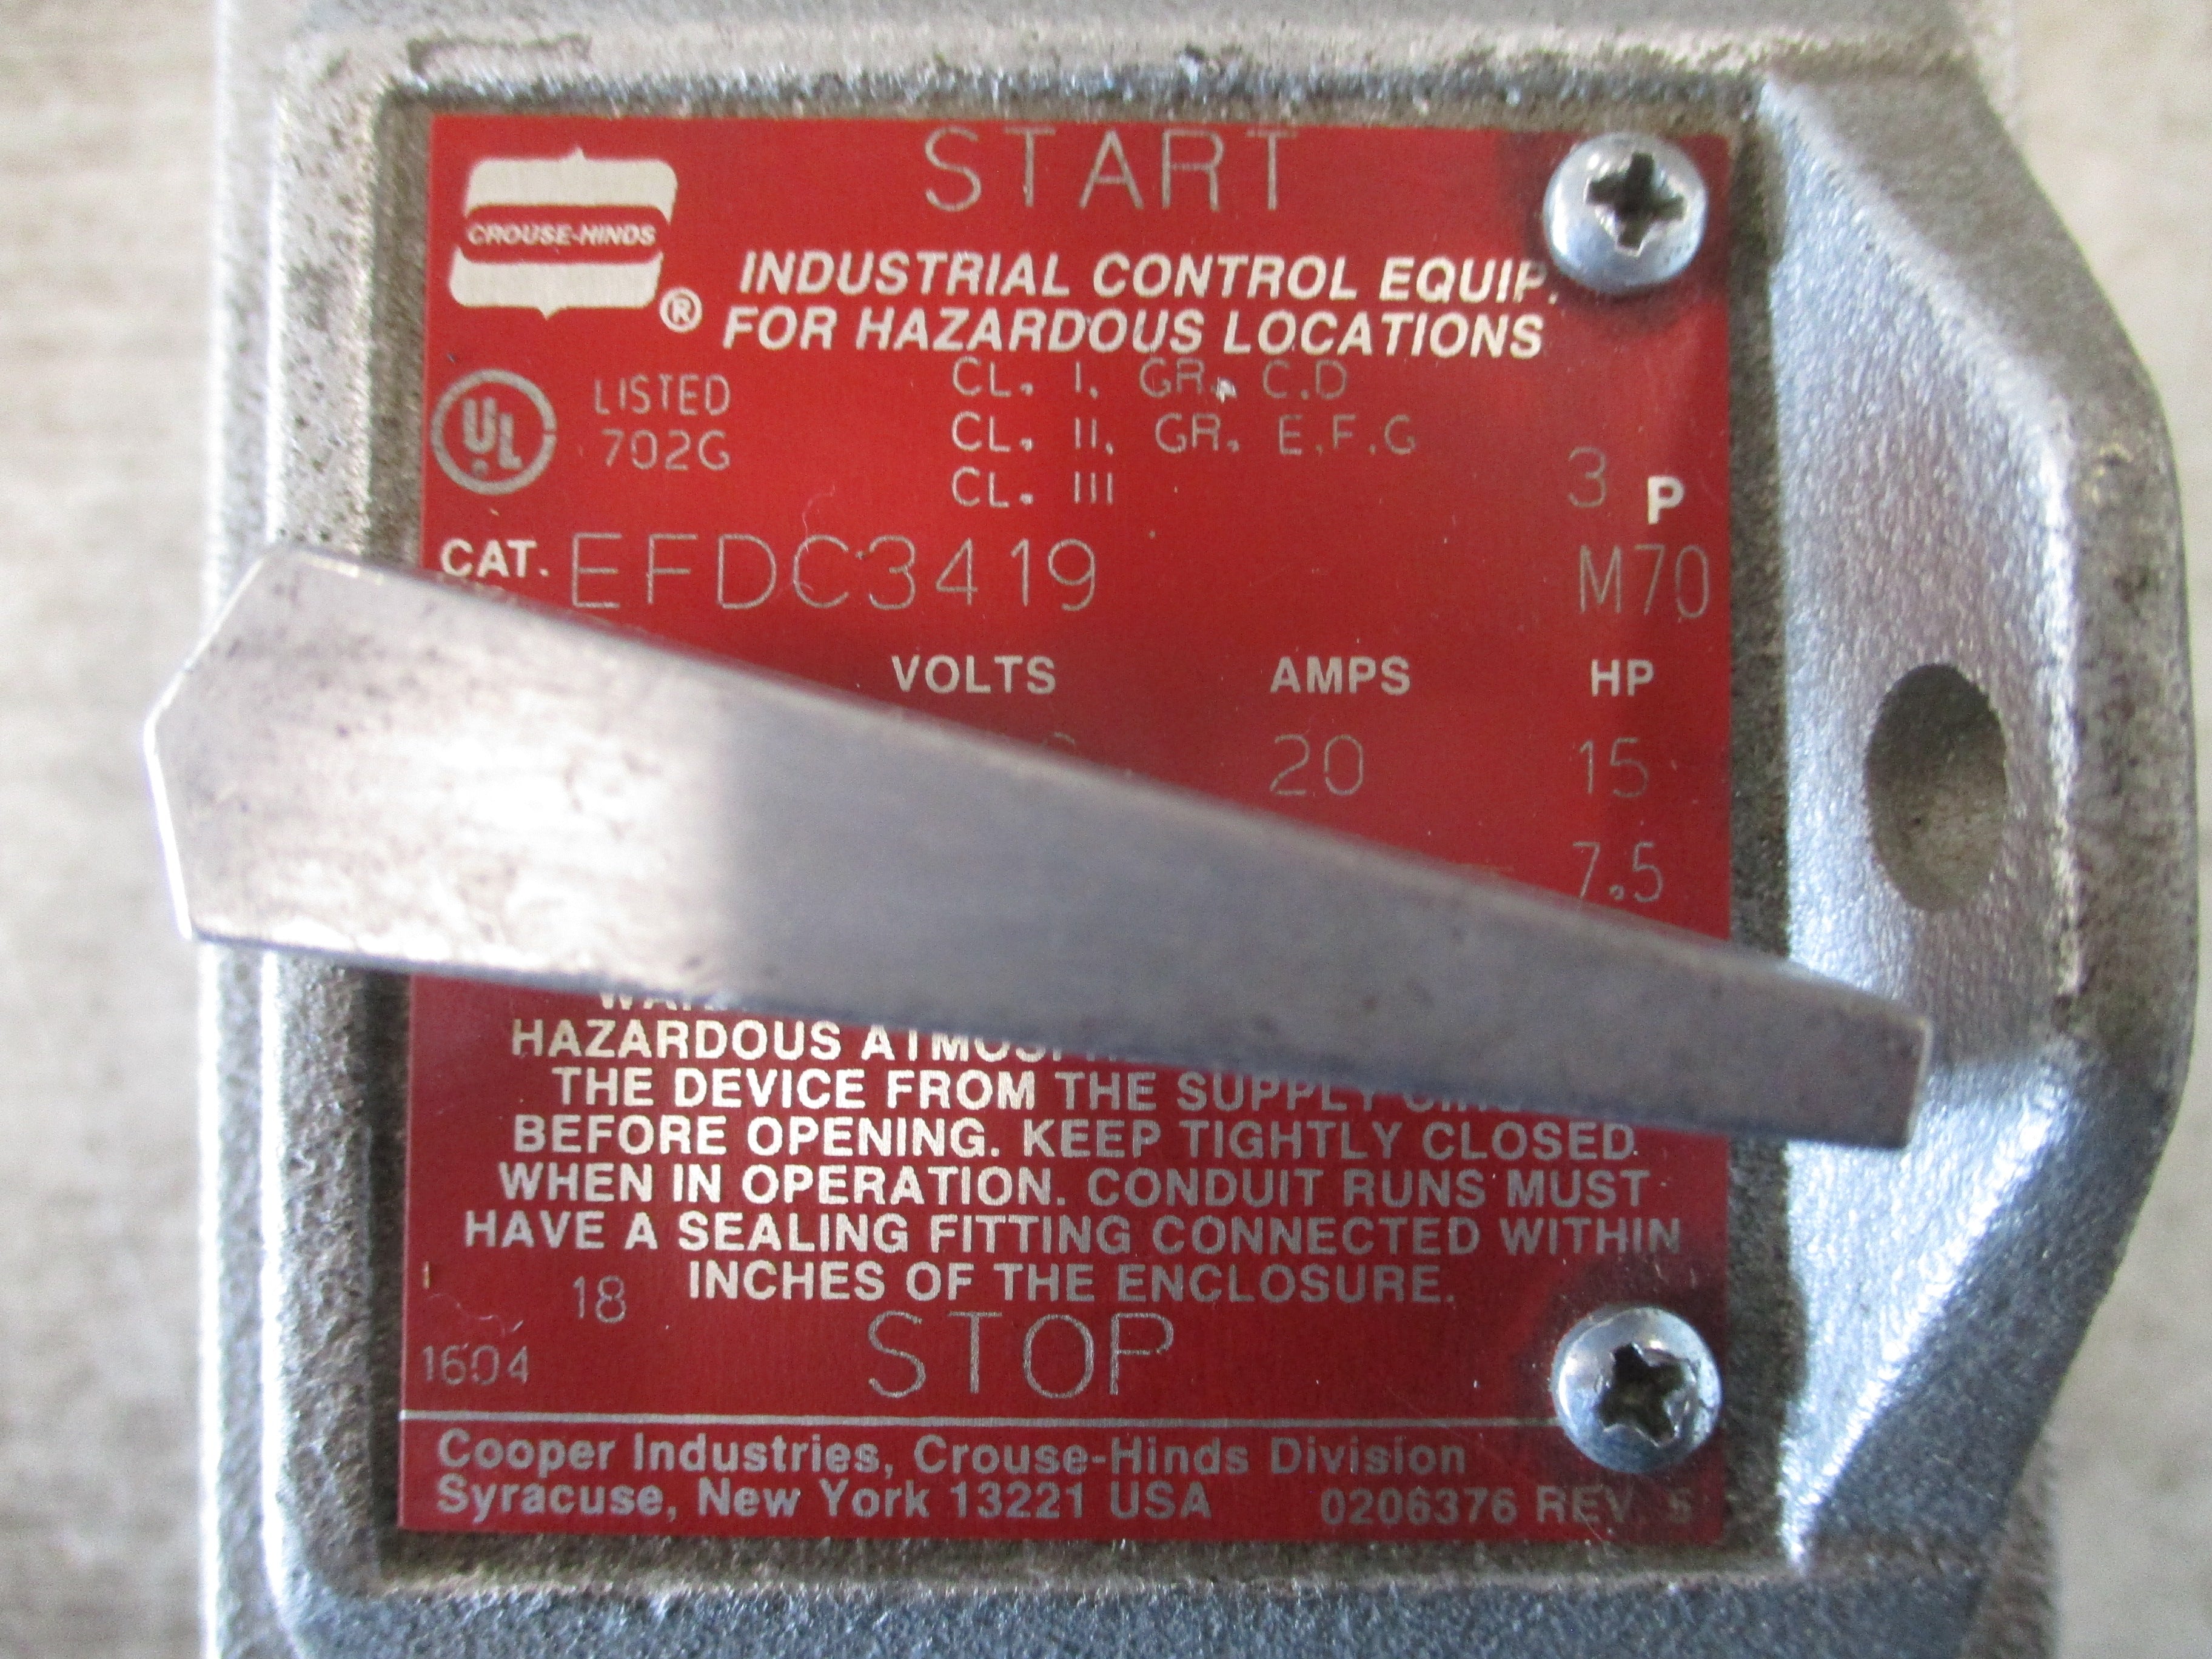 START
CROUSE-HINDS
®
INDUSTRIAL CONTROL EQUIP.
FOR HAZARDOUS LOCATIONS
UL
LISTED
702G
CL. I, GR. C.D
CL. II, GR. E.F.G
CL. III
3 P
CAT. EFDC3419
M70
VOLTS AMPS HP
20 15
7.5
HAZARDOUS
THE DEVICE FROM THE SUPPLY
BEFORE OPENING. KEEP TIGHTLY CLOSED
WHEN IN OPERATION. CONDUIT RUNS MUST
HAVE A SEALING FITTING CONNECTED WITHIN
18 INCHES OF THE ENCLOSURE.
STOP
1604
Cooper Industries, Crouse-Hinds Division
Syracuse, New York 13221 USA 0206376 REV. 5